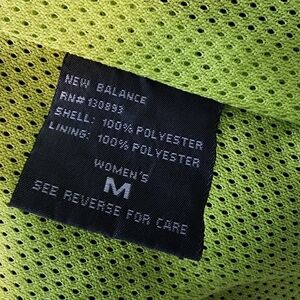 NEW BALANCE
RN# 130893
SHELL: 100% POLYESTER
LINING: 100% POLYESTER
WOMEN'S
M
SEE REVERSE FOR CARE